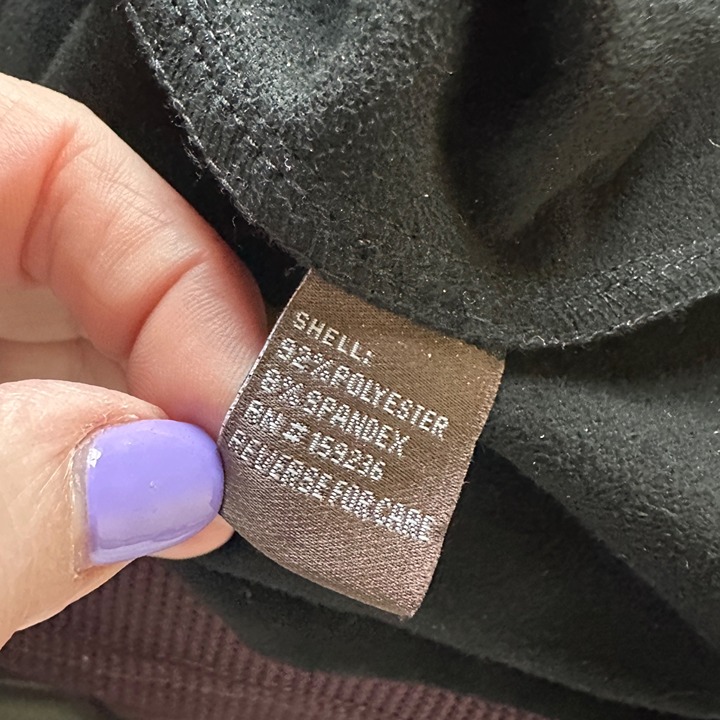 SHELL:
92% POLYESTER
8% SPANDEX
RN # 159236
REVERSE FOR CARE